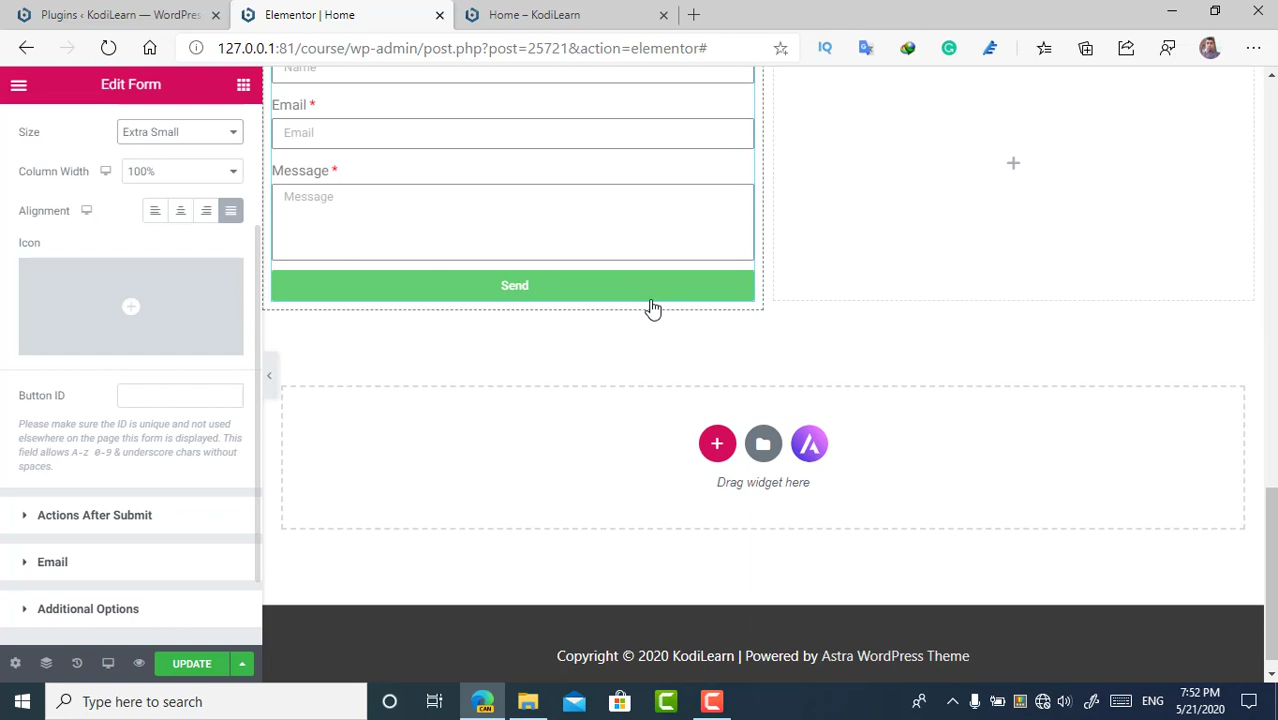 Plugins ‹ KodiLearn — WordPres
Elementor | Home
Home – KodiLearn
127.0.0.1:81/course/wp-admin/post.php?post=25721&action=elementor#
Edit Form
Size
Extra Small
Column Width
100%
Alignment
Icon
Button ID
Please make sure the ID is unique and not used
elsewhere on the page this form is displayed. This
field allows A-z 0-9 & underscore chars without
spaces.
Actions After Submit
Email
Additional Options
UPDATE
Name
Email *
Email
Message *
Message
Send
Drag widget here
Copyright © 2020 KodiLearn | Powered by Astra WordPress Theme
Type here to search
CAN
ENG
7:52 PM
5/21/2020